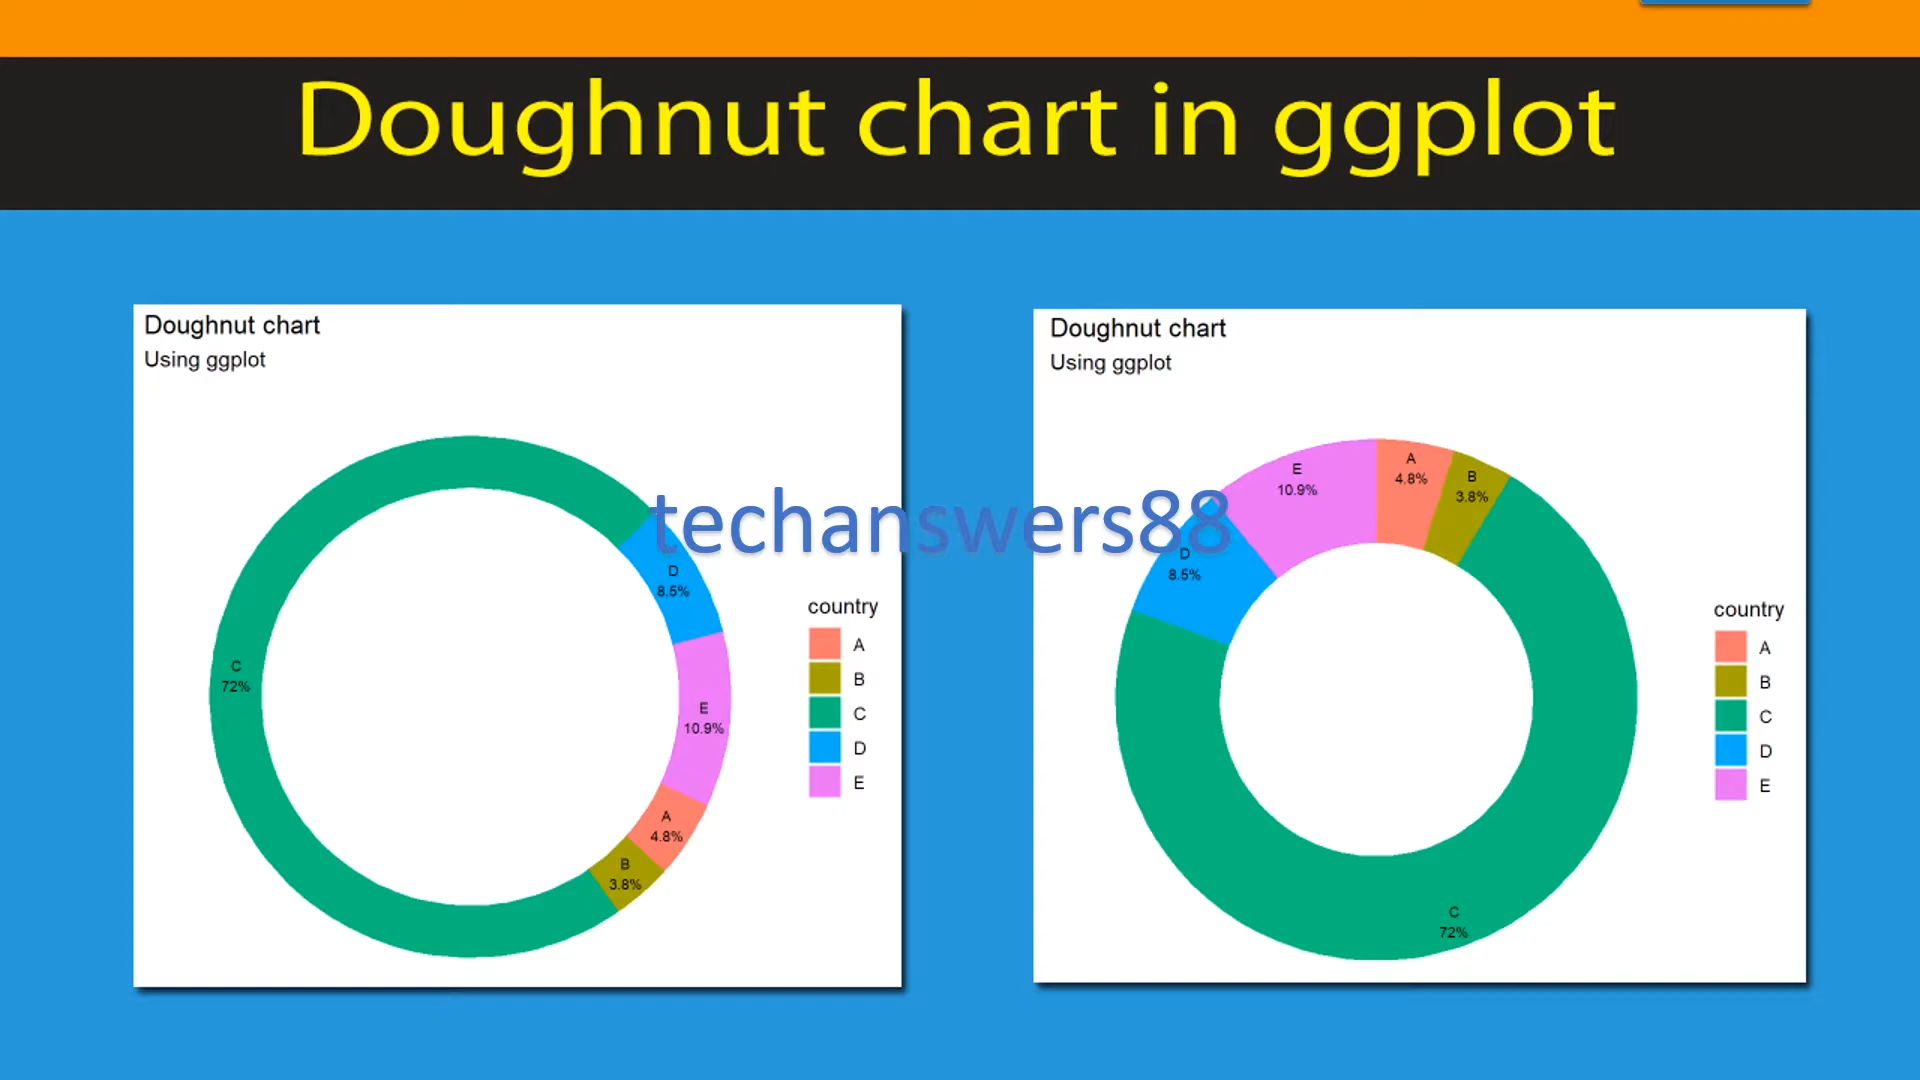 Doughnut chart in ggplot
Doughnut chart
Using ggplot
C
72%
D
8.5%
E
10.9%
A
4.8%
B
3.8%
country
A
B
C
D
E
techanswers88
Doughnut chart
Using ggplot
E
10.9%
A
4.8%
B
3.8%
D
8.5%
C
72%
country
A
B
C
D
E